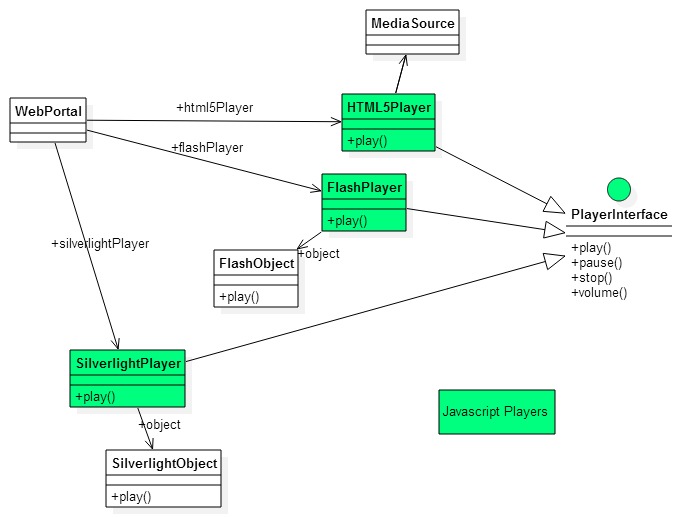 MediaSource
WebPortal
+html5Player
HTML5Player
+play()
+flashPlayer
FlashPlayer
+play()
PlayerInterface
+play()
+pause()
+stop()
+volume()
+silverlightPlayer
+object
FlashObject
+play()
SilverlightPlayer
+play()
Javascript Players
+object
SilverlightObject
+play()